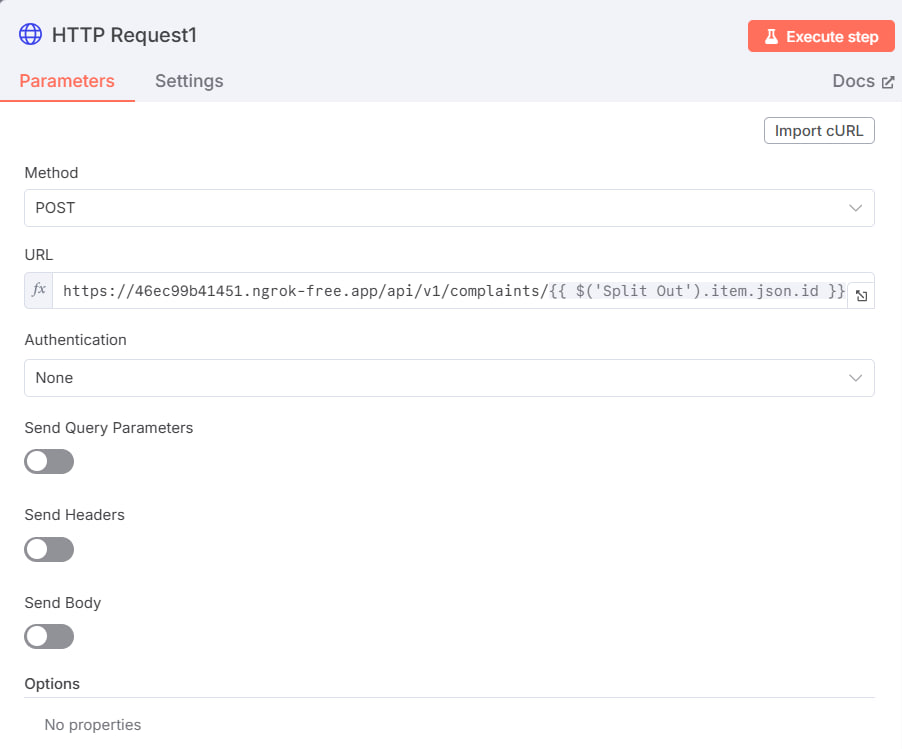 HTTP Request1
Execute step
Parameters
Settings
Docs
Import cURL
Method
POST
URL
fx
https://46ec99b41451.ngrok-free.app/api/v1/complaints/{{ $('Split Out').item.json.id }}
Authentication
None
Send Query Parameters
Send Headers
Send Body
Options
No properties